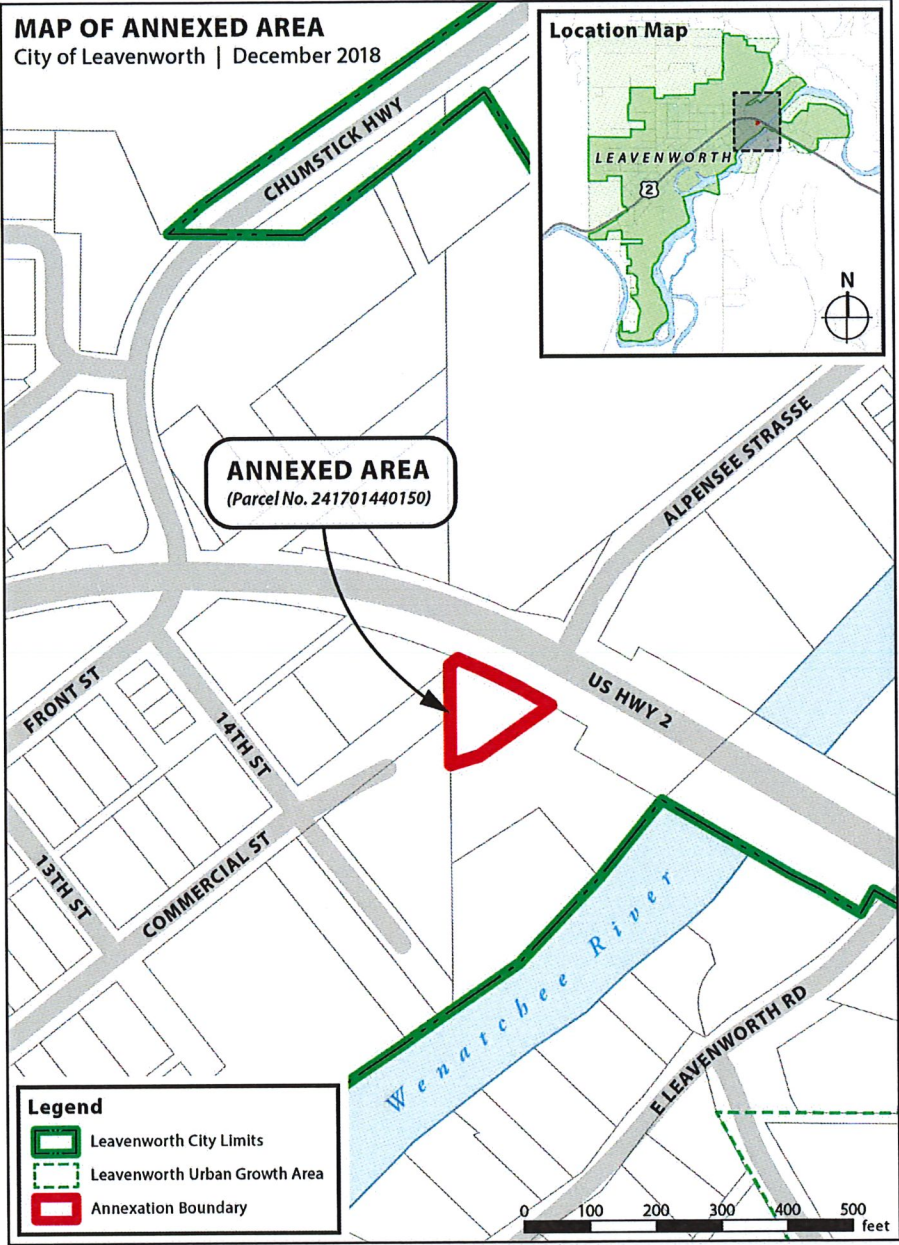 MAP OF ANNEXED AREA
City of Leavenworth | December 2018
Location Map
LEAVENWORTH
2
N
CHUMSTICK HWY
ANNEXED AREA
(Parcel No. 241701440150)
ALPENSEE STRASSE
FRONT ST
14TH ST
US HWY 2
13TH ST
COMMERCIAL ST
Wenatchee River
E LEAVENWORTH RD
Legend
Leavenworth City Limits
Leavenworth Urban Growth Area
Annexation Boundary
0 100 200 300 400 500
feet